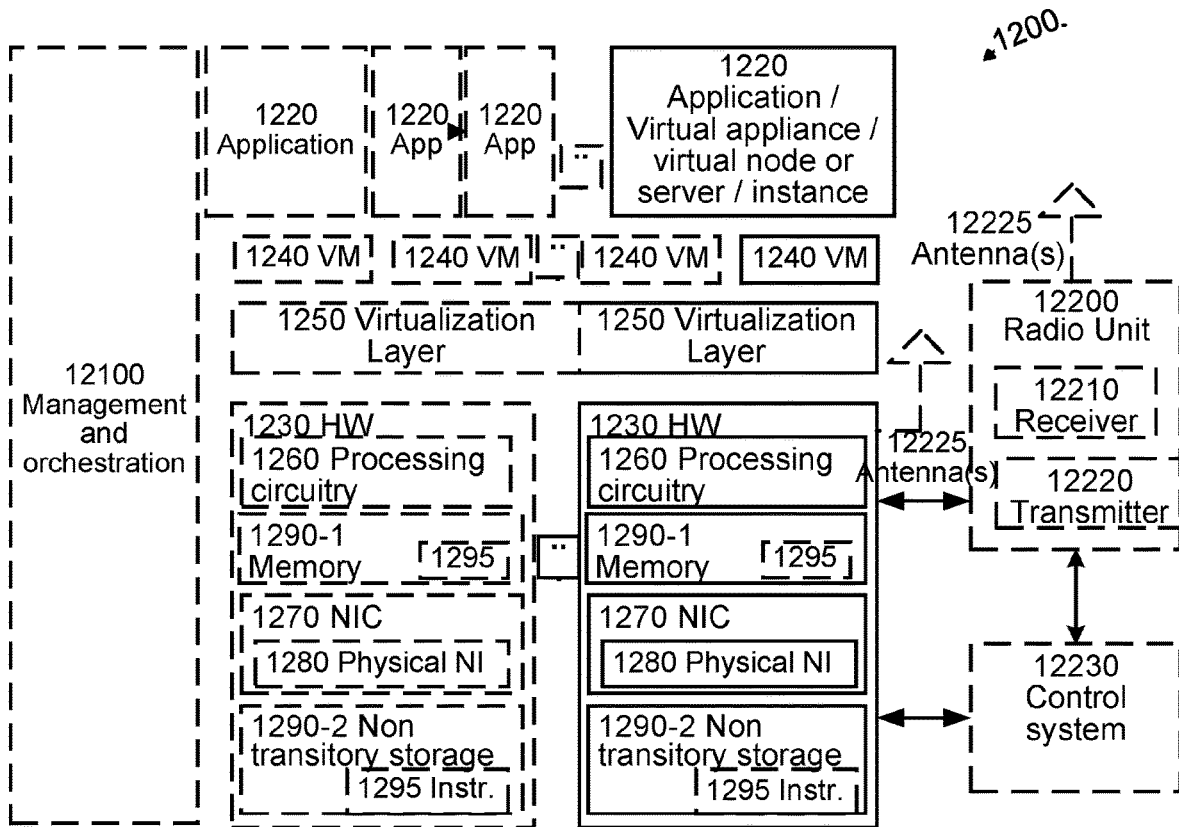 1200.
1220
Application
1220
App
1220
App
1220
Application /
Virtual appliance /
virtual node or
server / instance
1240 VM
1240 VM
1240 VM
1240 VM
1250 Virtualization
Layer
1250 Virtualization
Layer
12100
Management
and
orchestration
1230 HW
1260 Processing
circuitry
1290-1
Memory
1295
1270 NIC
1280 Physical NI
1290-2 Non
transitory storage
1295 Instr.
1230 HW
1260 Processing
circuitry
1290-1
Memory
1295
1270 NIC
1280 Physical NI
1290-2 Non
transitory storage
1295 Instr.
12225
Antenna(s)
12225
Antenna(s)
12200
Radio Unit
12210
Receiver
12220
Transmitter
12230
Control
system